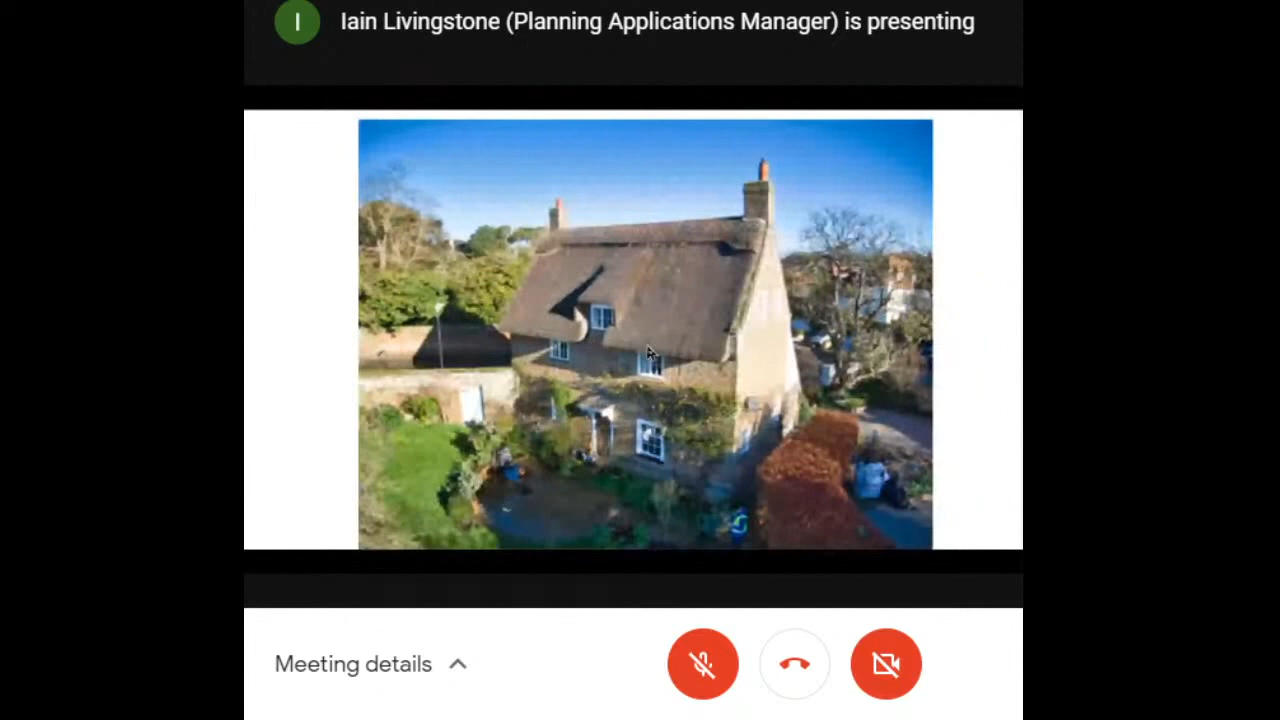 I
Iain Livingstone (Planning Applications Manager) is presenting
Meeting details